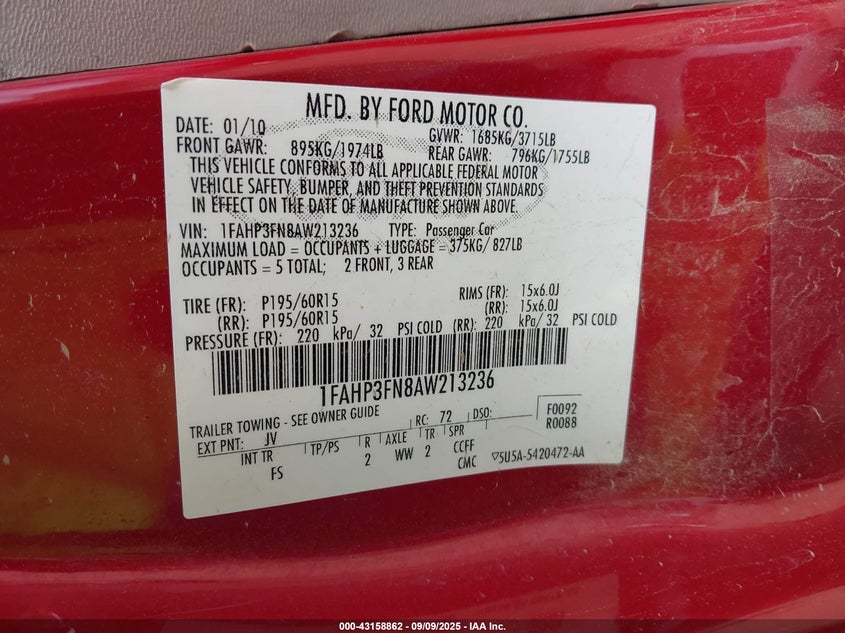 MFD. BY FORD MOTOR CO.
DATE: 01/10 GVWR: 1685KG/3715LB
FRONT GAWR: 895KG/1974LB REAR GAWR: 796KG/1755LB
THIS VEHICLE CONFORMS TO ALL APPLICABLE FEDERAL MOTOR
VEHICLE SAFETY, BUMPER, AND THEFT PREVENTION STANDARDS
IN EFFECT ON THE DATE OF MANUFACTURE SHOWN ABOVE.
VIN: 1FAHP3FN8AW213236 TYPE: Passenger Car
MAXIMUM LOAD = OCCUPANTS + LUGGAGE = 375KG/ 827LB
OCCUPANTS = 5 TOTAL; 2 FRONT, 3 REAR
TIRE (FR): P195/60R15 RIMS (FR): 15x6.0J
(RR): P195/60R15 (RR): 15x6.0J
PRESSURE (FR): 220 kPa/ 32 PSI COLD (RR): 220 kPa/ 32 PSI COLD
1FAHP3FN8AW213236
TRAILER TOWING - SEE OWNER GUIDE F0092
EXT PNT: JV RC: 72 DSO: R0088
INT TR TP/PS R AXLE TR SPR
FS 2 WW 2 CCFF
CMC 5U5A-5420472-AA
000-43158862 - 09/09/2025 - IAA Inc.